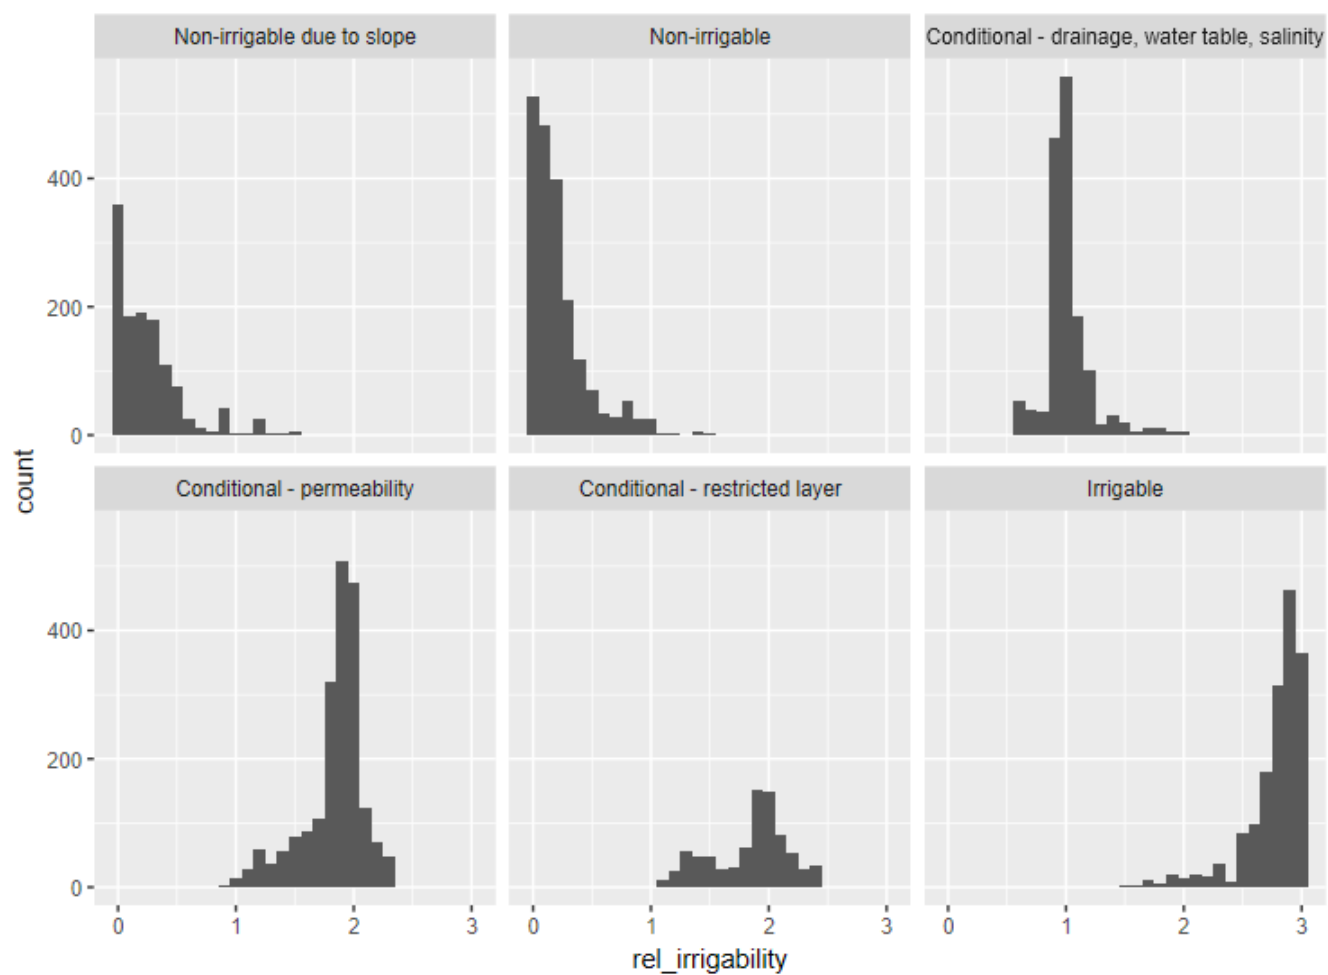 Non-irrigable due to slope
Non-irrigable
Conditional - drainage, water table, salinity
400
200
0
Conditional - permeability
Conditional - restricted layer
Irrigable
count
400
200
0
0 1 2 3
0 1 2 3
0 1 2 3
rel_irrigability